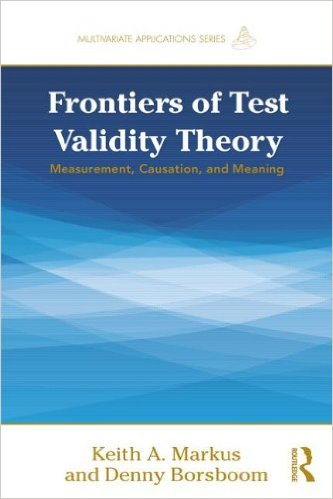 MULTIVARIATE APPLICATIONS SERIES
Frontiers of Test
Validity Theory
Measurement, Causation, and Meaning
Keith A. Markus
and Denny Borsboom
ROUTLEDGE